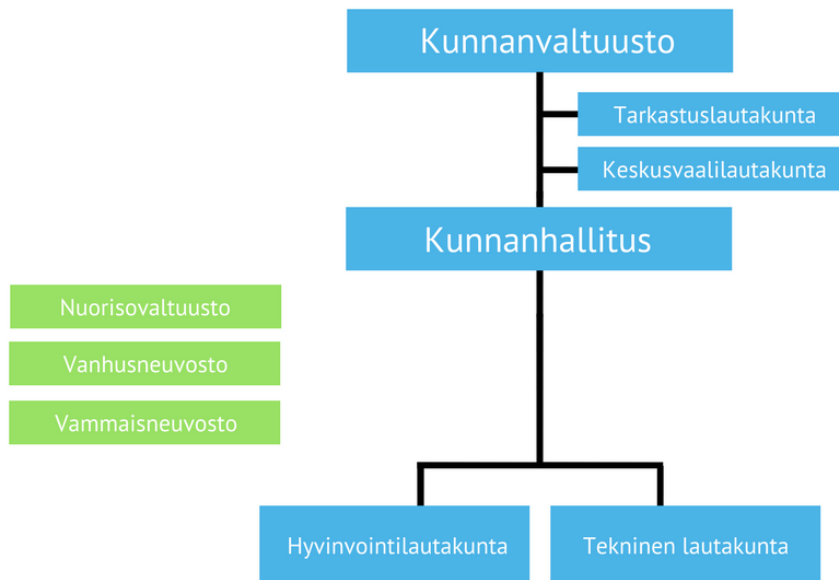 Kunnanvaltuusto
Tarkastuslautakunta
Keskusvaalilautakunta
Kunnanhallitus
Nuorisovaltuusto
Vanhusneuvosto
Vammaisneuvosto
Hyvinvointilautakunta
Tekninen lautakunta